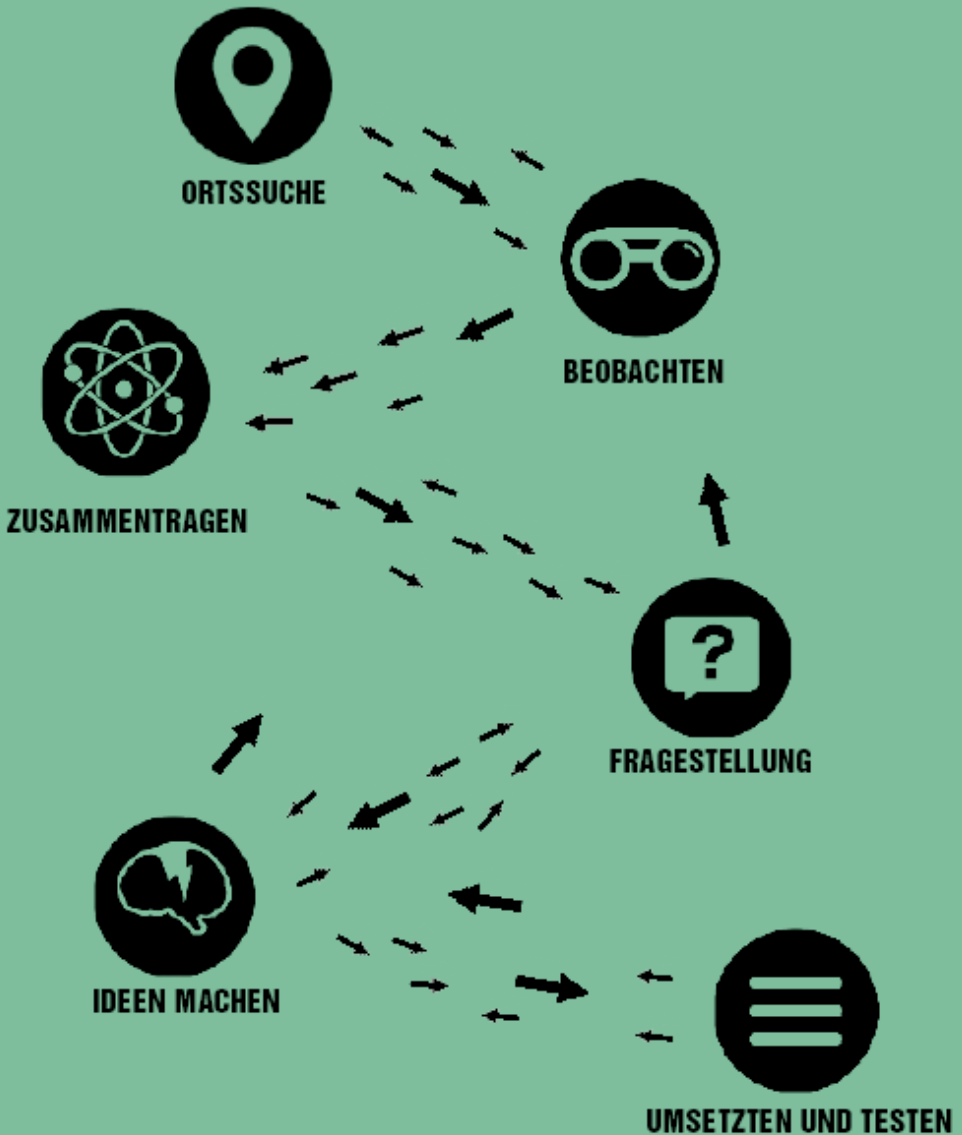 ORTSSUCHE
BEOBACHTEN
ZUSAMMENTRAGEN
?
FRAGESTELLUNG
IDEEN MACHEN
UMSETZTEN UND TESTEN